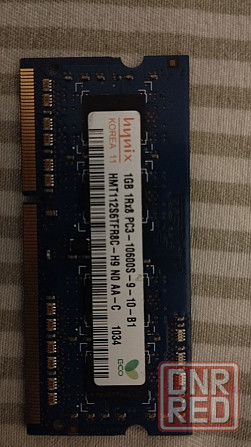 hynix
KOREA 11
1GB 1Rx8 PC3-10600S-9-10-B1
HMT112S6TFR8C-H9 N0 AA-C 1034
ECO
DNR
RED